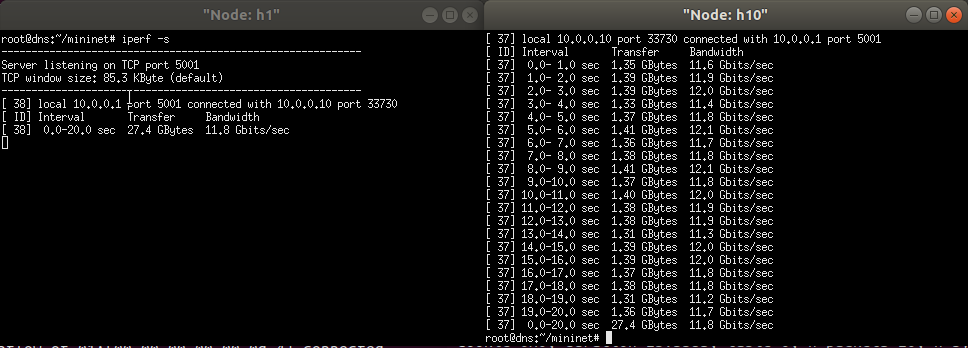 "Node: h1"
root@dns:~/mininet# iperf -s
------------------------------------------------------------
Server listening on TCP port 5001
TCP window size: 85.3 KByte (default)
------------------------------------------------------------
[ 38] local 10.0.0.1 port 5001 connected with 10.0.0.10 port 33730
[ ID] Interval       Transfer     Bandwidth
[ 38]  0.0-20.0 sec  27.4 GBytes  11.8 Gbits/sec
"Node: h10"
[ 37] local 10.0.0.10 port 33730 connected with 10.0.0.1 port 5001
[ ID] Interval       Transfer     Bandwidth
[ 37]  0.0- 1.0 sec  1.35 GBytes  11.6 Gbits/sec
[ 37]  1.0- 2.0 sec  1.39 GBytes  11.9 Gbits/sec
[ 37]  2.0- 3.0 sec  1.39 GBytes  12.0 Gbits/sec
[ 37]  3.0- 4.0 sec  1.33 GBytes  11.4 Gbits/sec
[ 37]  4.0- 5.0 sec  1.37 GBytes  11.8 Gbits/sec
[ 37]  5.0- 6.0 sec  1.41 GBytes  12.1 Gbits/sec
[ 37]  6.0- 7.0 sec  1.36 GBytes  11.7 Gbits/sec
[ 37]  7.0- 8.0 sec  1.38 GBytes  11.8 Gbits/sec
[ 37]  8.0- 9.0 sec  1.41 GBytes  12.1 Gbits/sec
[ 37]  9.0-10.0 sec  1.37 GBytes  11.8 Gbits/sec
[ 37] 10.0-11.0 sec  1.40 GBytes  12.0 Gbits/sec
[ 37] 11.0-12.0 sec  1.38 GBytes  11.9 Gbits/sec
[ 37] 12.0-13.0 sec  1.38 GBytes  11.9 Gbits/sec
[ 37] 13.0-14.0 sec  1.31 GBytes  11.3 Gbits/sec
[ 37] 14.0-15.0 sec  1.39 GBytes  12.0 Gbits/sec
[ 37] 15.0-16.0 sec  1.39 GBytes  12.0 Gbits/sec
[ 37] 16.0-17.0 sec  1.37 GBytes  11.8 Gbits/sec
[ 37] 17.0-18.0 sec  1.38 GBytes  11.8 Gbits/sec
[ 37] 18.0-19.0 sec  1.31 GBytes  11.2 Gbits/sec
[ 37] 19.0-20.0 sec  1.36 GBytes  11.7 Gbits/sec
[ 37]  0.0-20.0 sec  27.4 GBytes  11.8 Gbits/sec
root@dns:~/mininet#